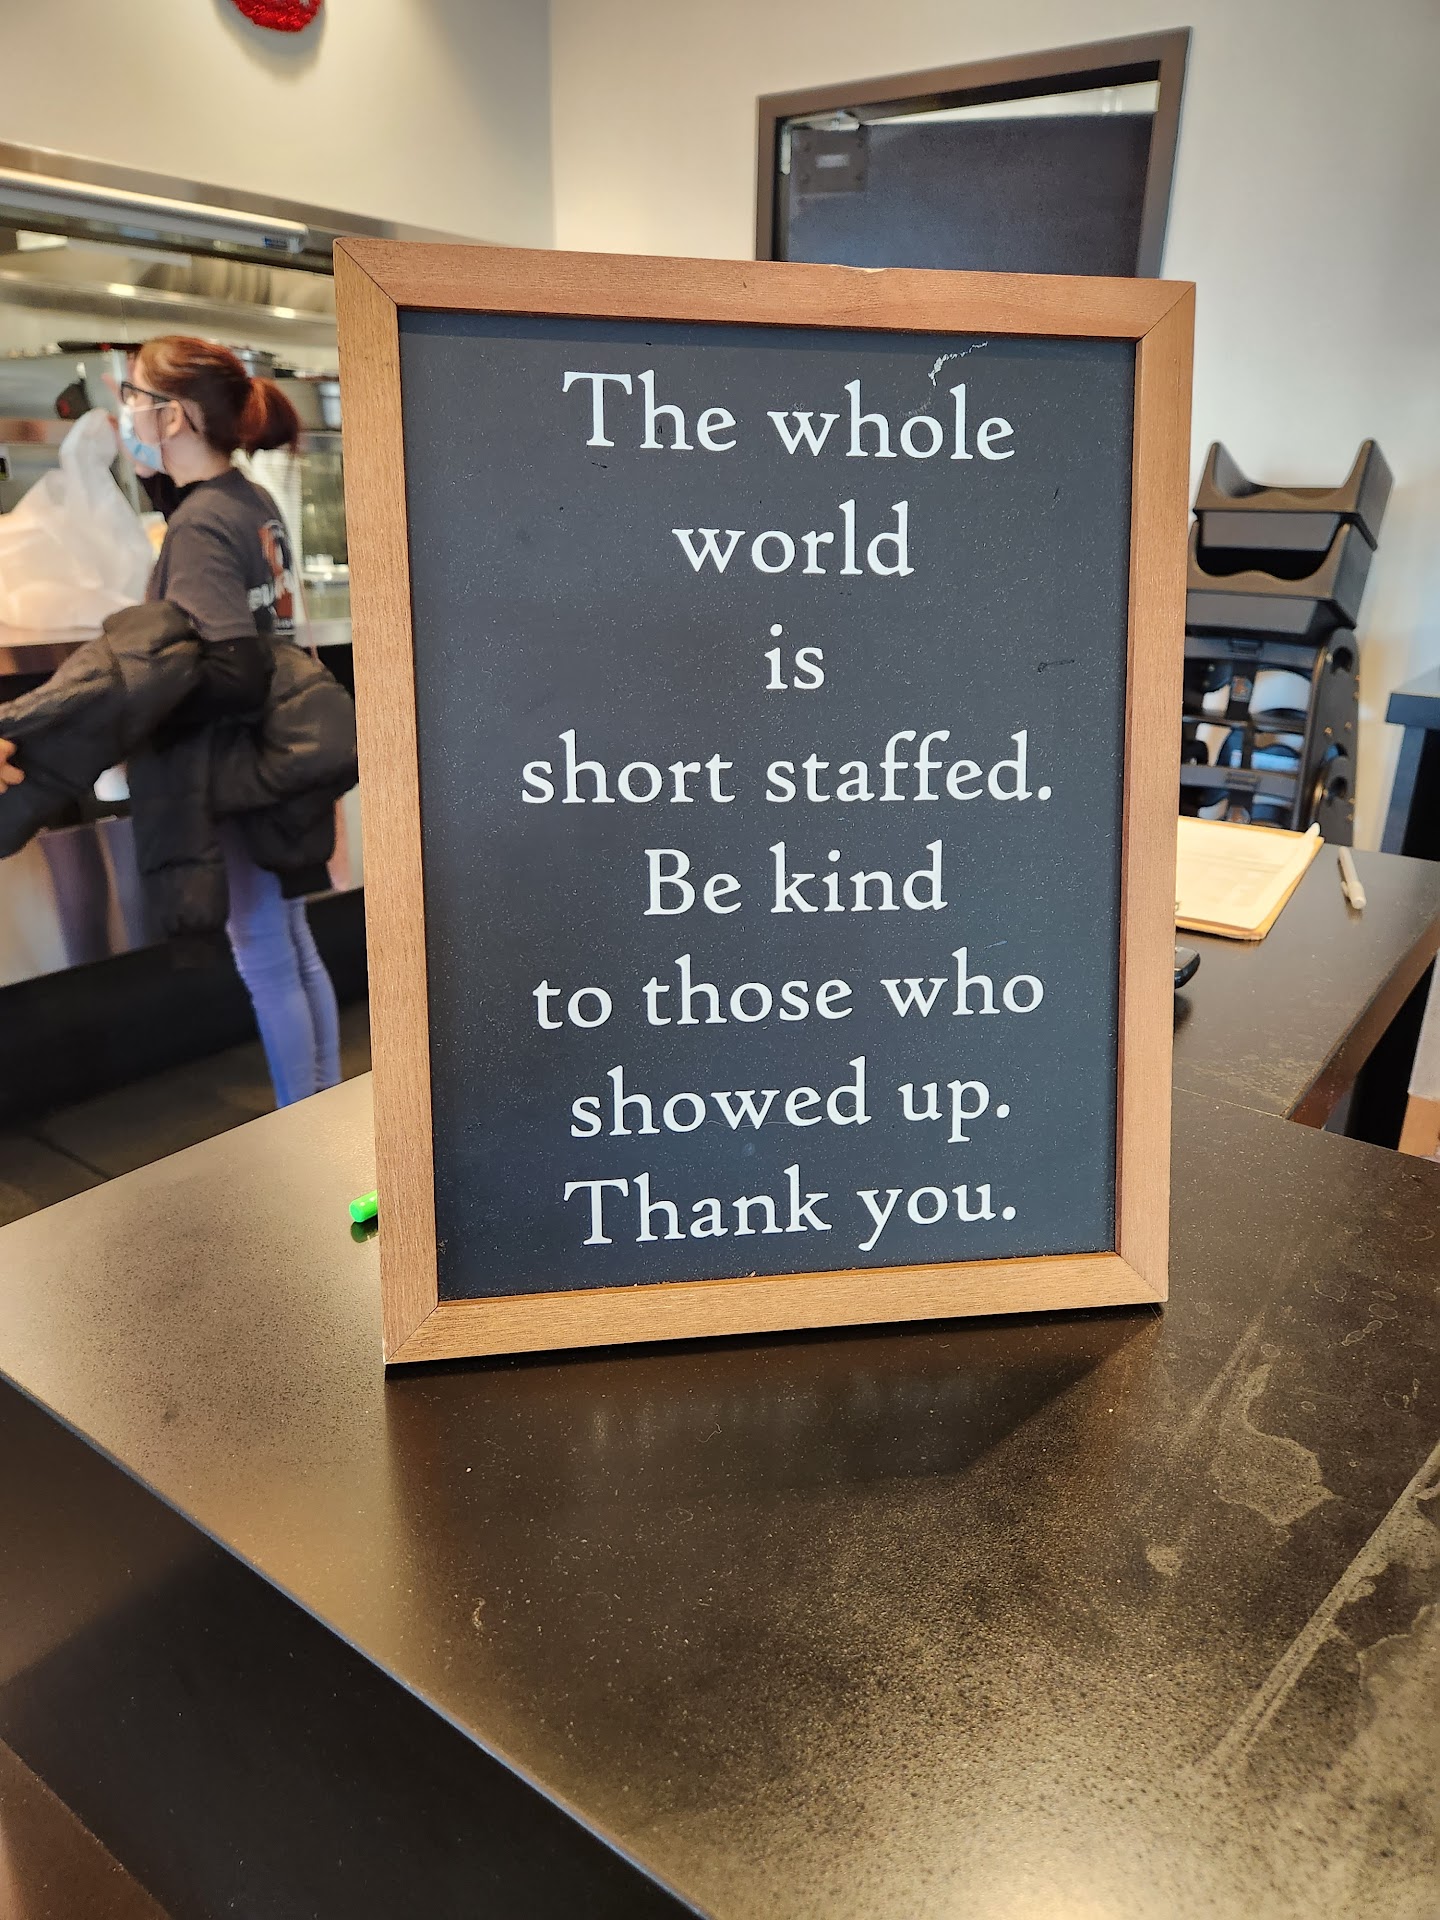 The whole
world
is
short staffed.
Be kind
to those who
showed up.
Thank you.